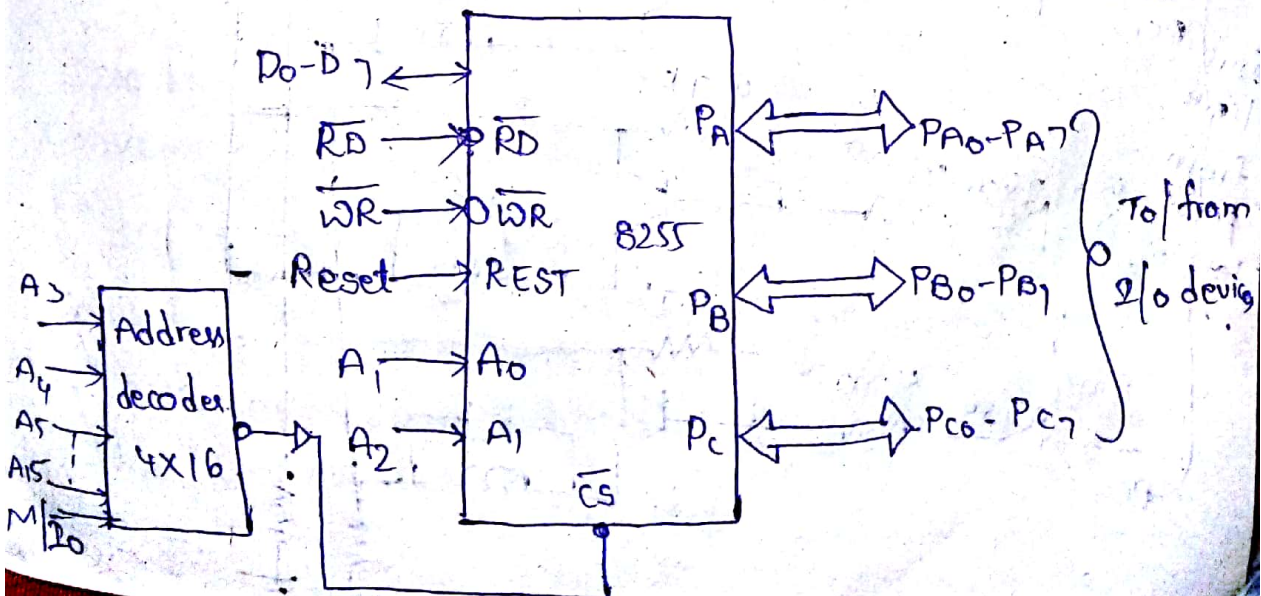 D0-D7
RD
WR
Reset
A1
A2
RD
WR
REST
A0
A1
8255
CS
PA
PB
PC
PA0-PA7
PB0-PB7
PC0-PC7
To/from
I/o device
A3
A4
A5
A15
M/Io
Address
decoder
4X16